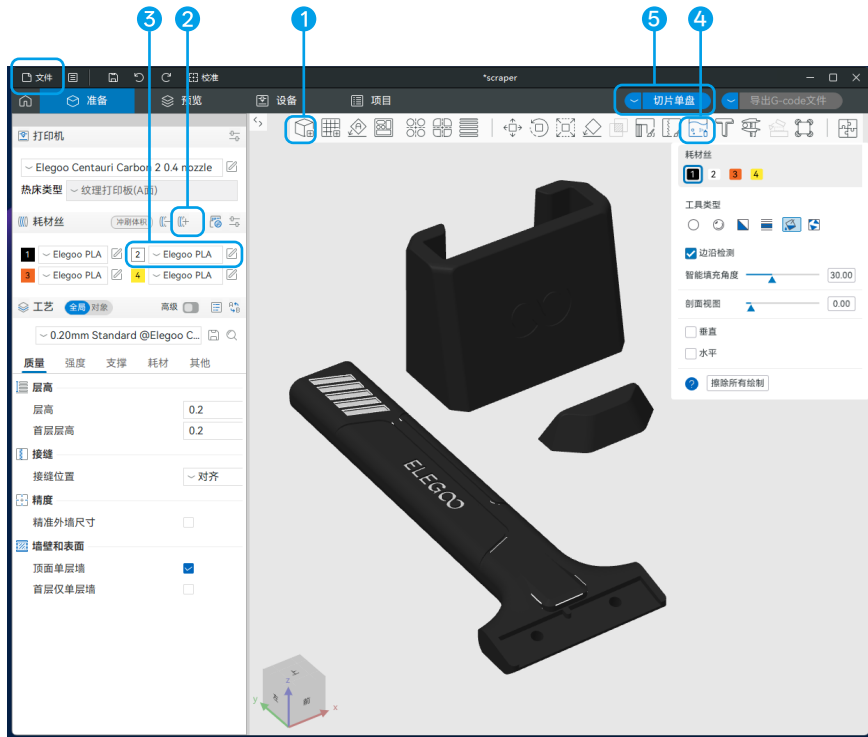 1
2
3
4
5
文件
校准
*scraper
准备
预览
设备
项目
切片单盘
导出G-code文件
打印机
Elegoo Centauri Carbon 2 0.4 nozzle
热床类型 纹理打印板(A面)
耗材丝 冲刷体积
1 Elegoo PLA 2 Elegoo PLA
3 Elegoo PLA 4 Elegoo PLA
工艺 全局 对象 高级
0.20mm Standard @Elegoo C...
质量 强度 支撑 耗材 其他
层高
层高 0.2
首层层高 0.2
接缝
接缝位置 对齐
精度
精准外墙尺寸
墙壁和表面
顶面单层墙
首层仅单层墙
耗材丝
1 2 3 4
工具类型
边沿检测
智能填充角度 30.00
剖面视图 0.00
垂直
水平
? 擦除所有绘制
ELEGOO
z
y
x
前